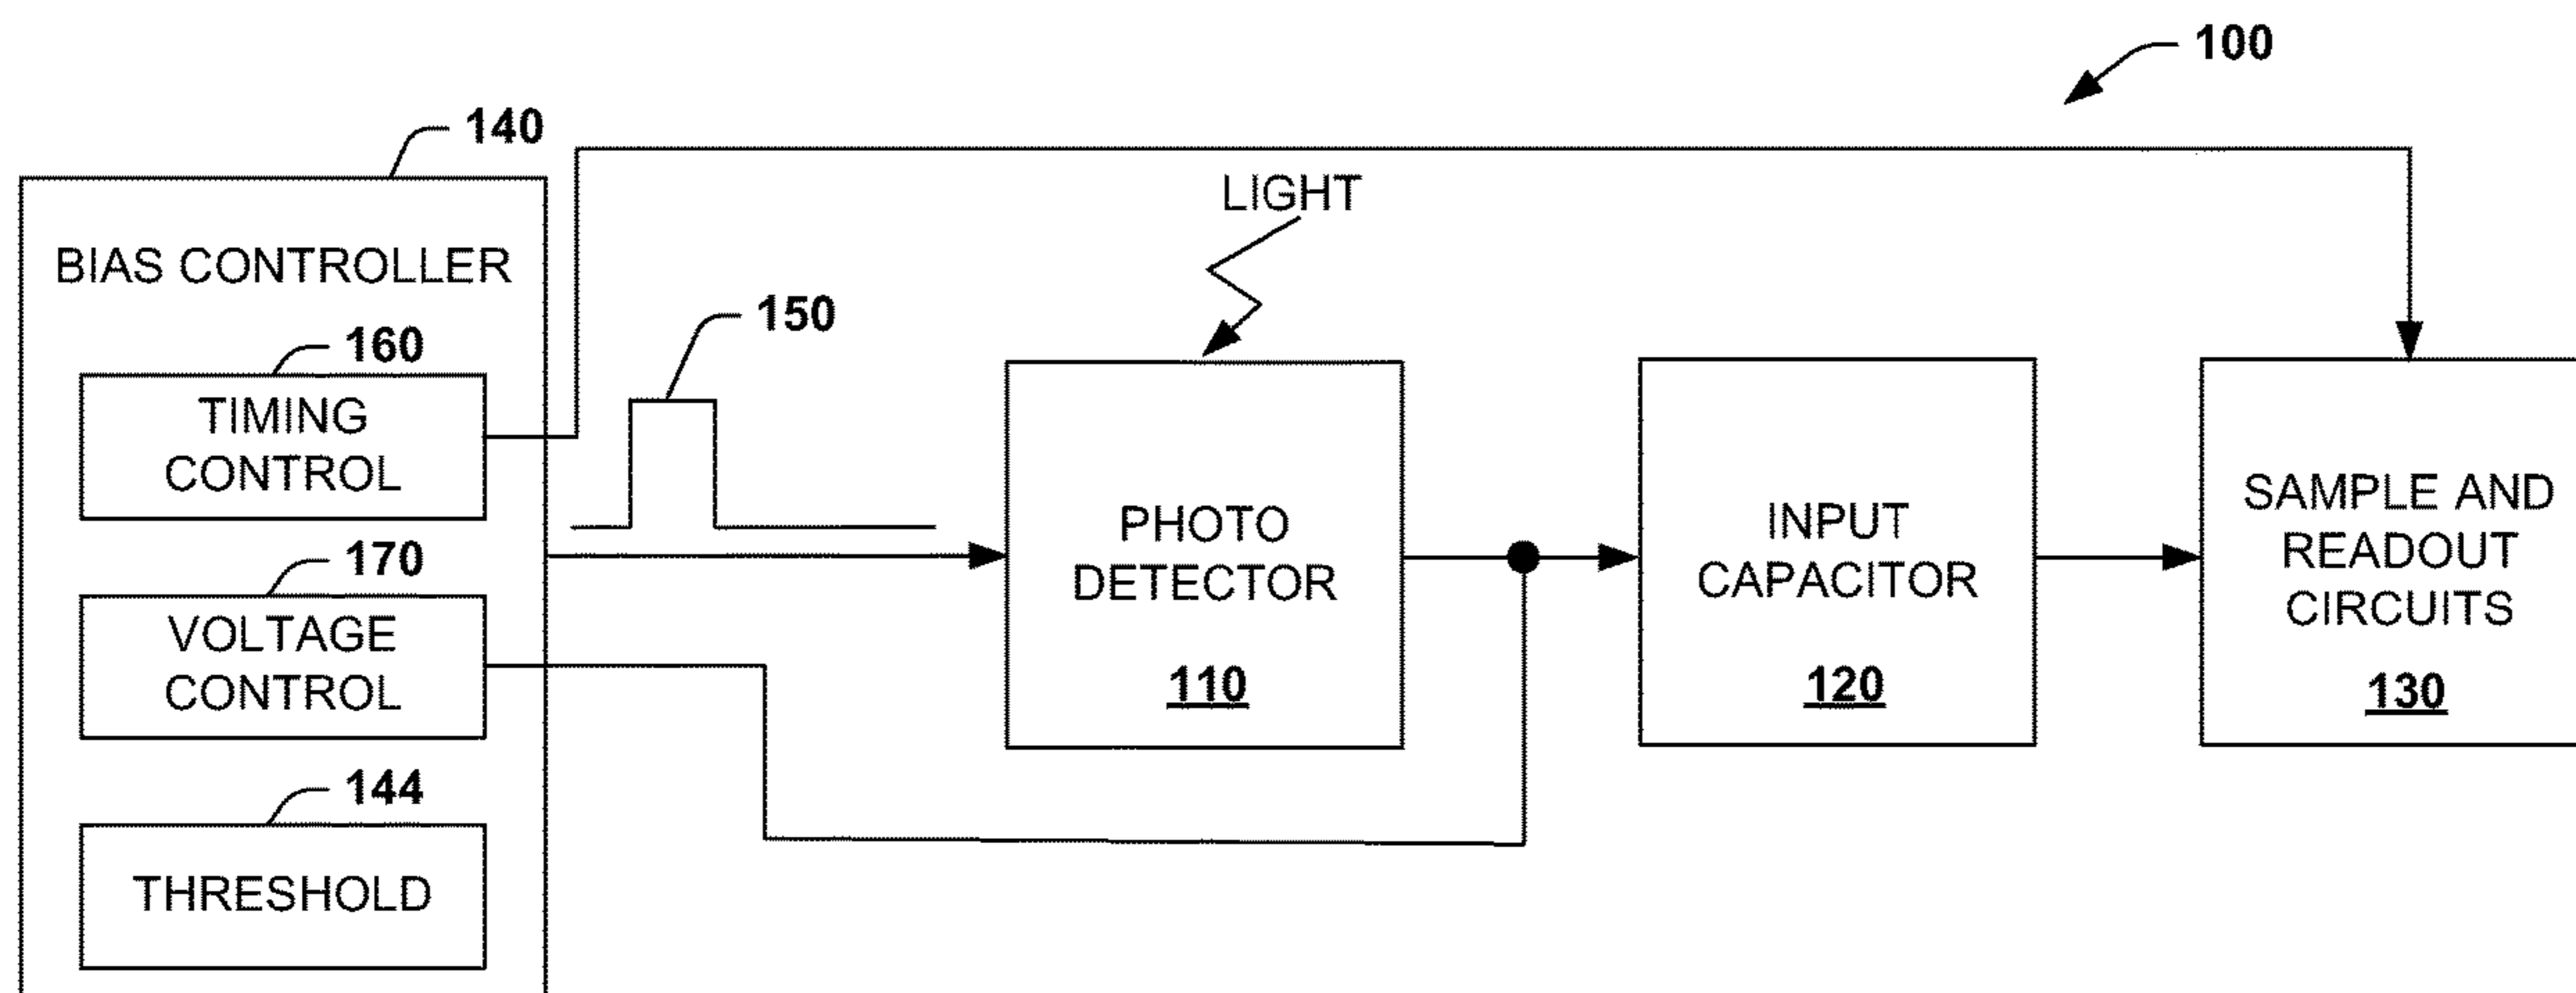 100
140
LIGHT
BIAS CONTROLLER
150
160
TIMING
CONTROL
170
VOLTAGE
CONTROL
144
THRESHOLD
PHOTO
DETECTOR
110
INPUT
CAPACITOR
120
SAMPLE AND
READOUT
CIRCUITS
130